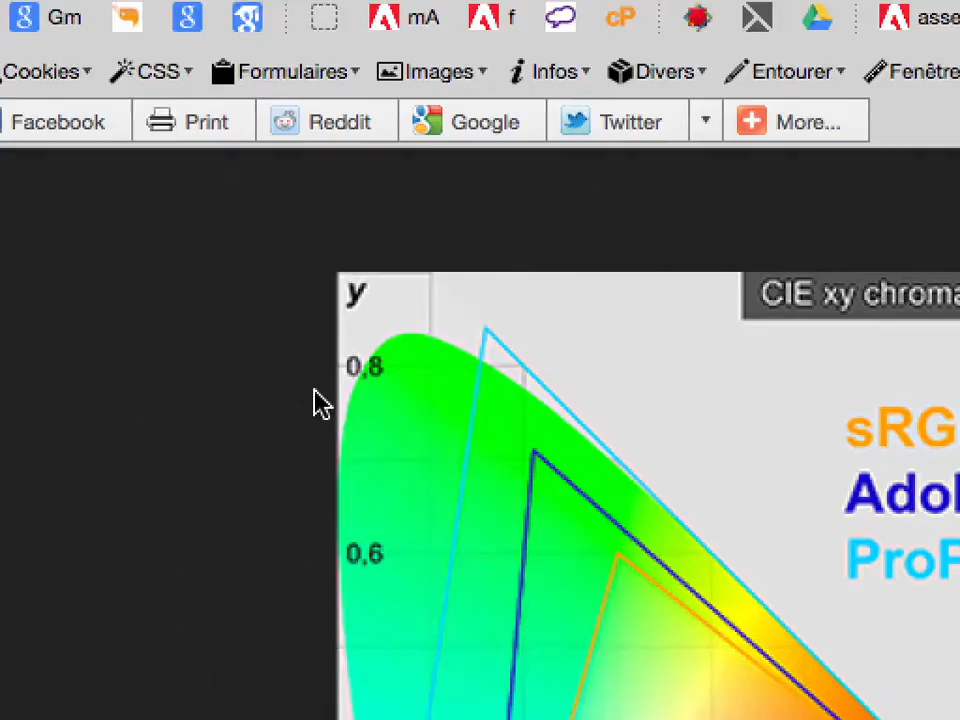 Gm mA f cP asse
Cookies CSS Formulaires Images Infos Divers Entourer Fenêtre
Facebook Print Reddit Google Twitter More...
y
CIE xy chroma
0,8
sRG
Ado
0,6
ProP